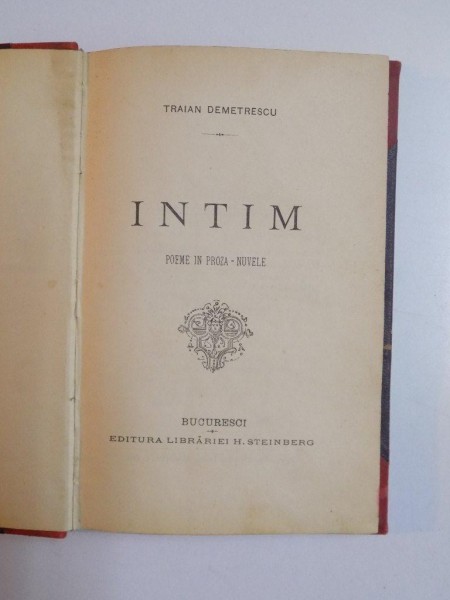 TRAIAN DEMETRESCU
INTIM
POEME IN PROZA - NUVELE
BUCURESCI
EDITURA LIBRĂRIEI H. STEINBERG